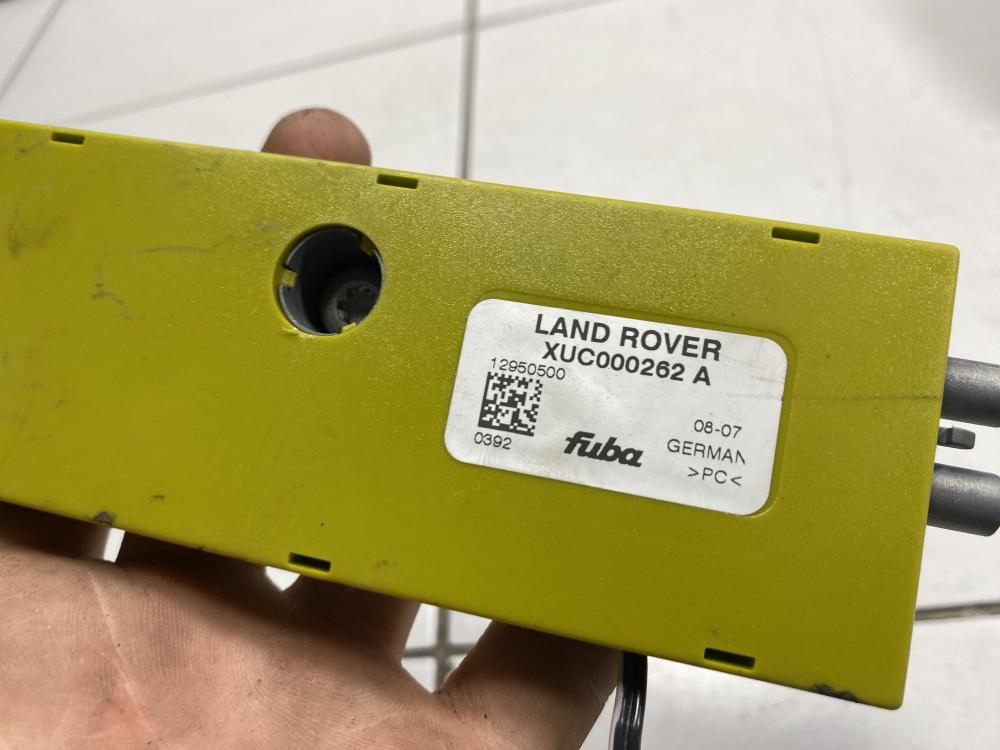 LAND ROVER
XUC000262 A
12950500
0392
fuba
08-07
GERMAN
>PC<